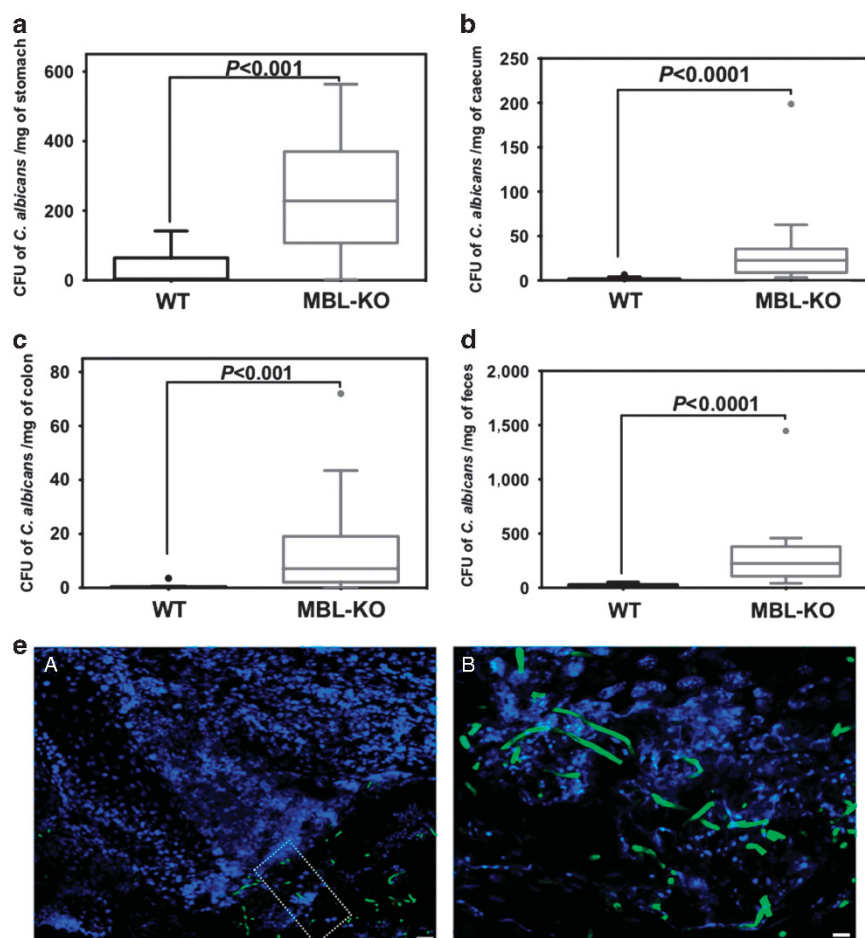 a
CFU of C. albicans /mg of stomach
600
400
200
0
P<0.001
WT
MBL-KO
b
CFU of C. albicans /mg of caecum
250
200
150
100
50
0
P<0.0001
WT
MBL-KO
c
CFU of C. albicans /mg of colon
80
60
40
20
0
P<0.001
WT
MBL-KO
d
CFU of C. albicans /mg of feces
2,000
1,500
1,000
500
0
P<0.0001
WT
MBL-KO
e
A
B